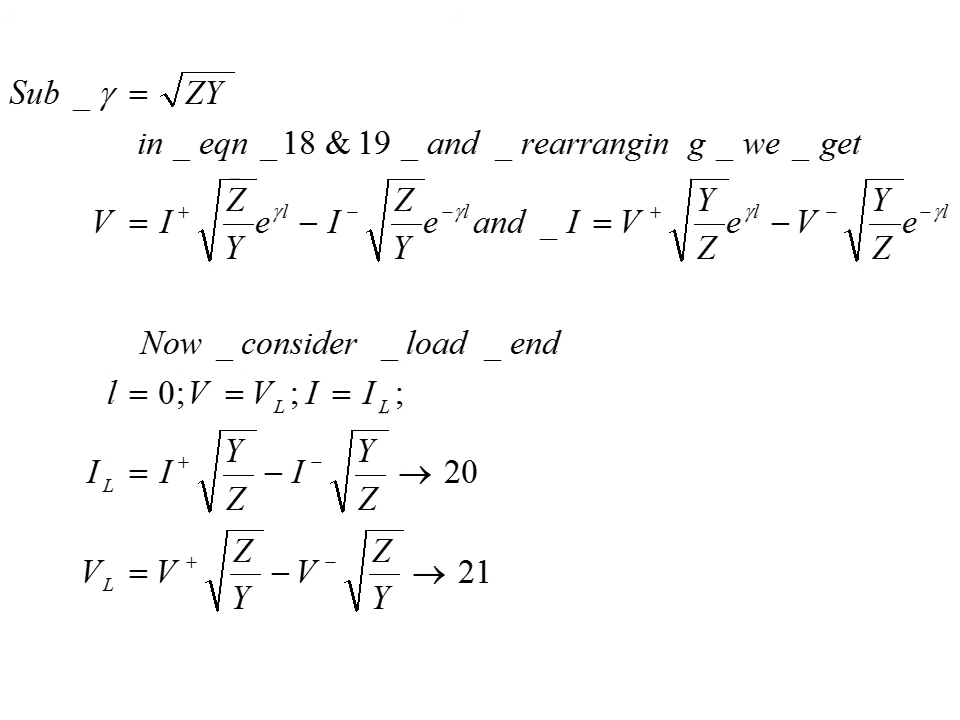 Sub _ γ = √ZY
in _ eqn _ 18 & 19 _ and _ rearrangin g _ we _ get
V = I⁺ √(Z/Y) e^{γl} − I⁻ √(Z/Y) e^{−γl} and _ I = V⁺ √(Y/Z) e^{γl} − V⁻ √(Y/Z) e^{−γl}
Now _ consider _ load _ end
l = 0; V = V_L ; I = I_L ;
I_L = I⁺ √(Y/Z) − I⁻ √(Y/Z) → 20
V_L = V⁺ √(Z/Y) − V⁻ √(Z/Y) → 21